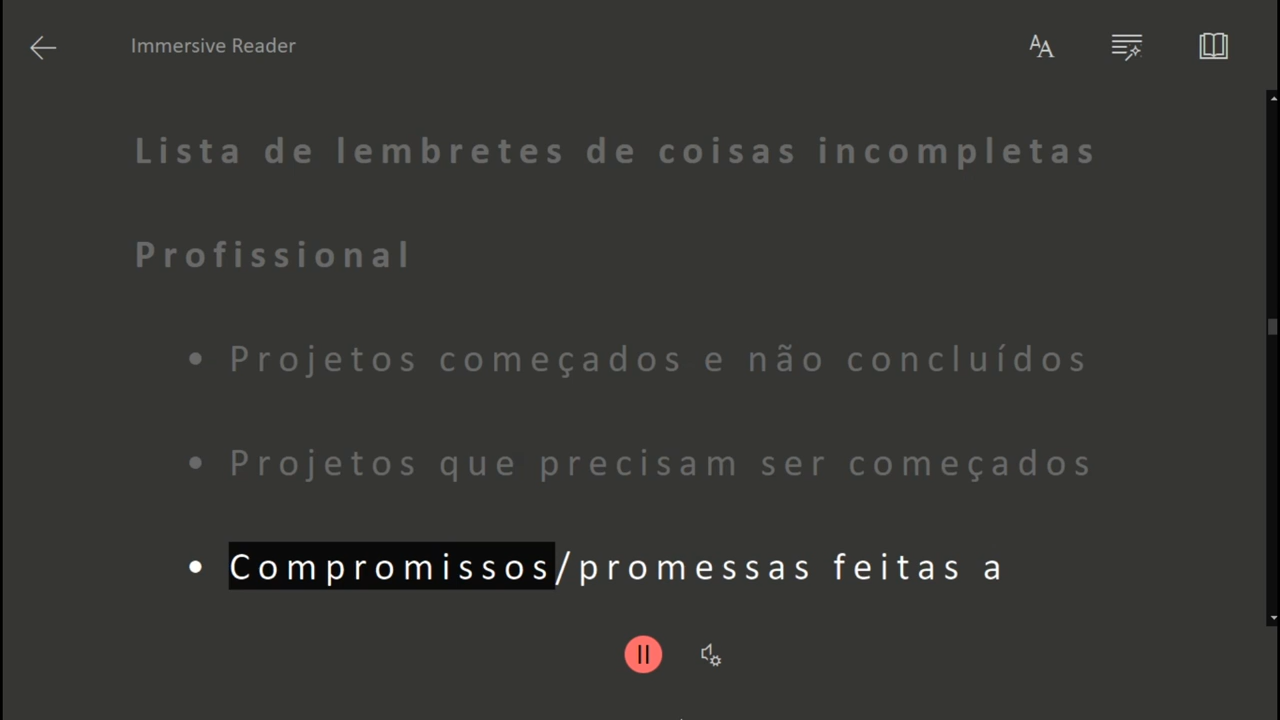 Immersive Reader
Lista de lembretes de coisas incompletas
Profissional
• Projetos começados e não concluídos
• Projetos que precisam ser começados
• Compromissos/promessas feitas a